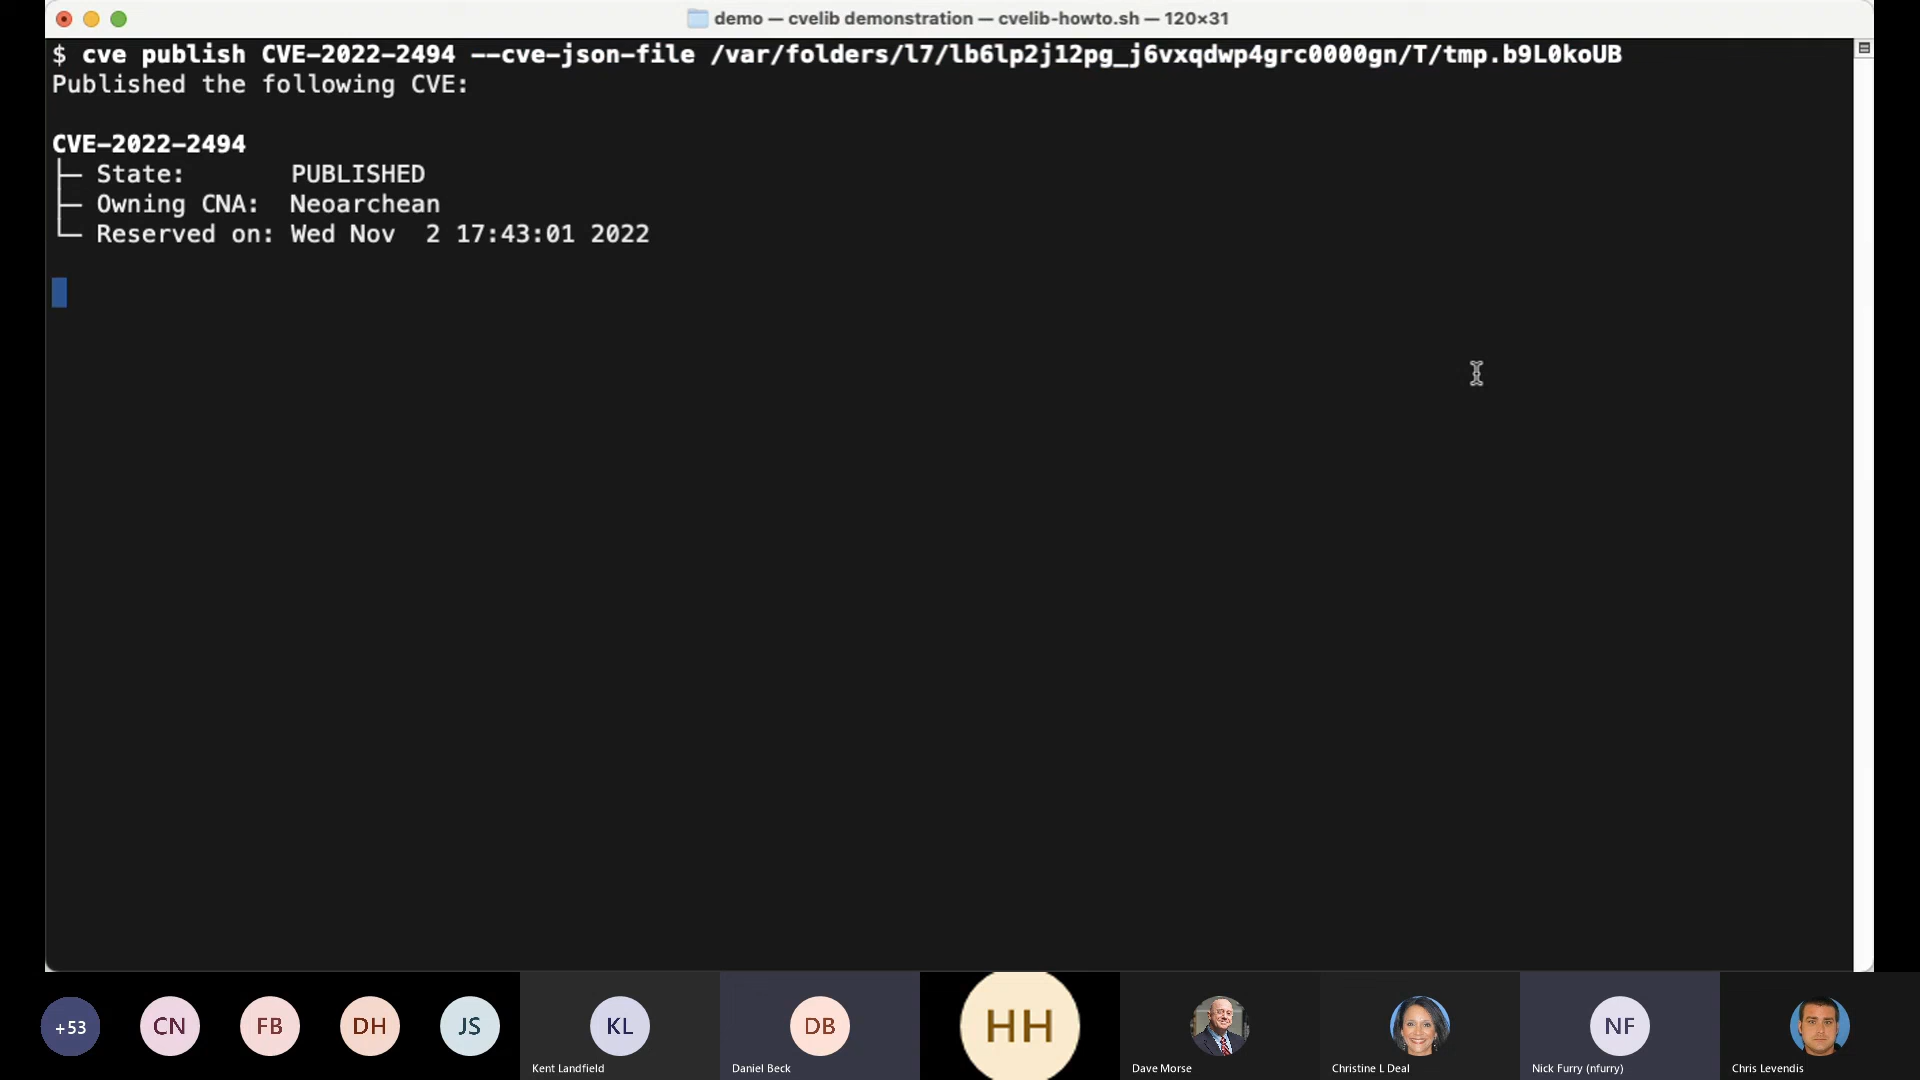 demo — cvelib demonstration — cvelib-howto.sh — 120×31
$ cve publish CVE-2022-2494 --cve-json-file /var/folders/l7/lb6lp2j12pg_j6vxqdwp4grc0000gn/T/tmp.b9L0koUB
Published the following CVE:
CVE-2022-2494
├─ State:       PUBLISHED
├─ Owning CNA:  Neoarchean
└─ Reserved on: Wed Nov  2 17:43:01 2022
+53 CN FB DH JS KL DB HH NF
Kent Landfield Daniel Beck Dave Morse Christine L Deal Nick Furry (nfurry) Chris Levendis